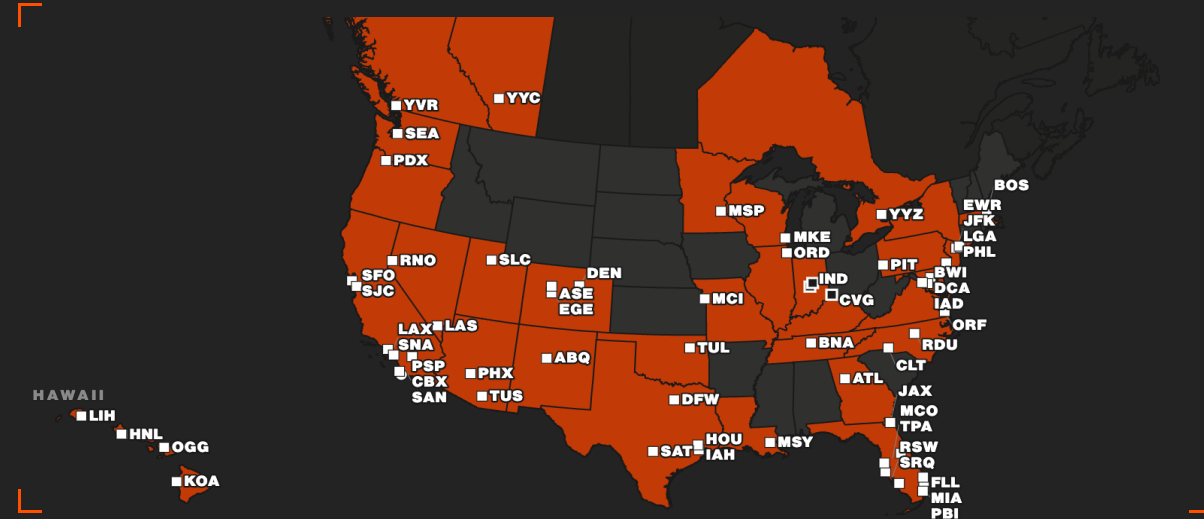 YYC
YVR
SEA
PDX
BOS
MSP
EWR
YYZ
JFK
LGA
MKE
ORD
PHL
RNO
SLC
PIT
SFO
SJC
DEN
IND
BWI
DCA
IAD
ASE
EGE
MCI
CVG
LAX
LAS
SNA
ORF
RDU
TUL
BNA
ABQ
CLT
PSP
CBX
SAN
PHX
ATL
TUS
JAX
HAWAII
DFW
MCO
TPA
LIH
HNL
OGG
HOU
IAH
SAT
MSY
RSW
SRQ
KOA
FLL
MIA
PBI